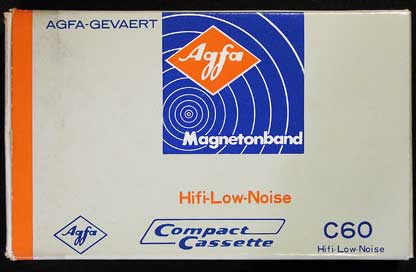 AGFA-GEVAERT
Agfa
Magnetonband
Hifi-Low-Noise
Agfa
Compact
Cassette
C60
Hifi-Low-Noise